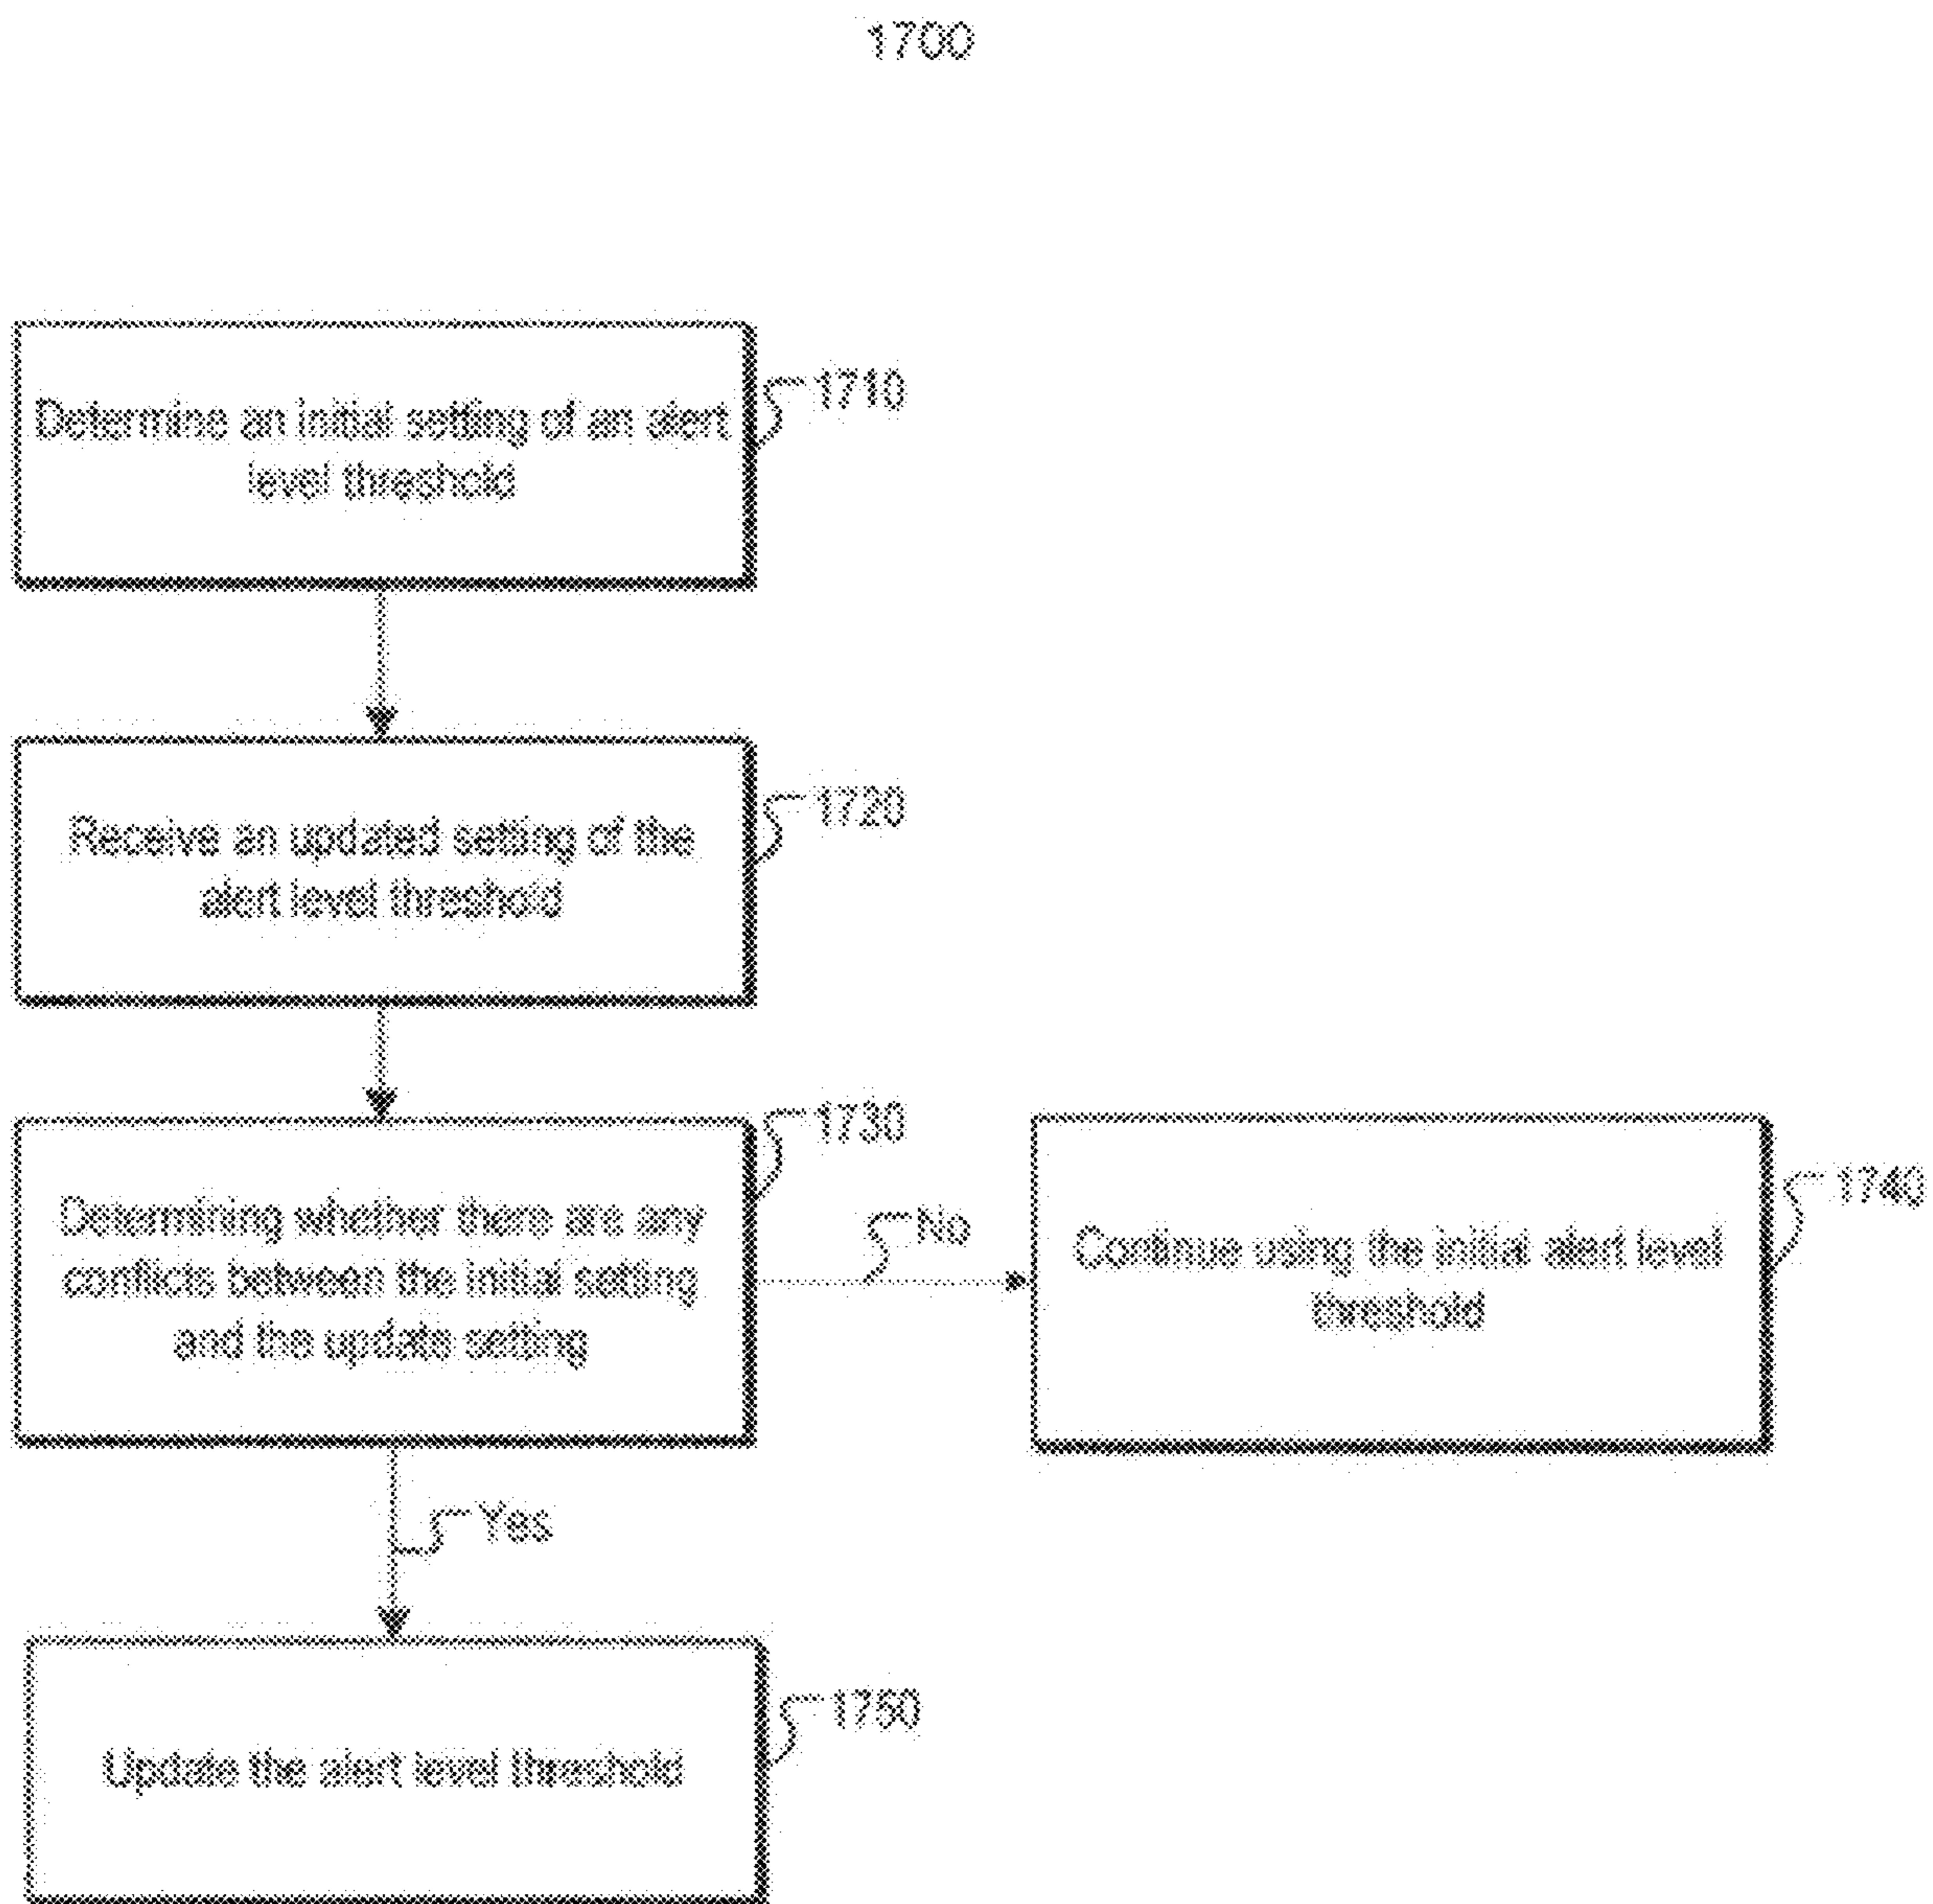 1700
Determine an initial setting of an alert
level threshold
1710
Receive an updated setting of the
alert level threshold
1720
Determining whether there are any
conflicts between the initial setting
and the update setting
1730
No
Continue using the initial alert level
threshold
1740
Yes
Update the alert level threshold
1750